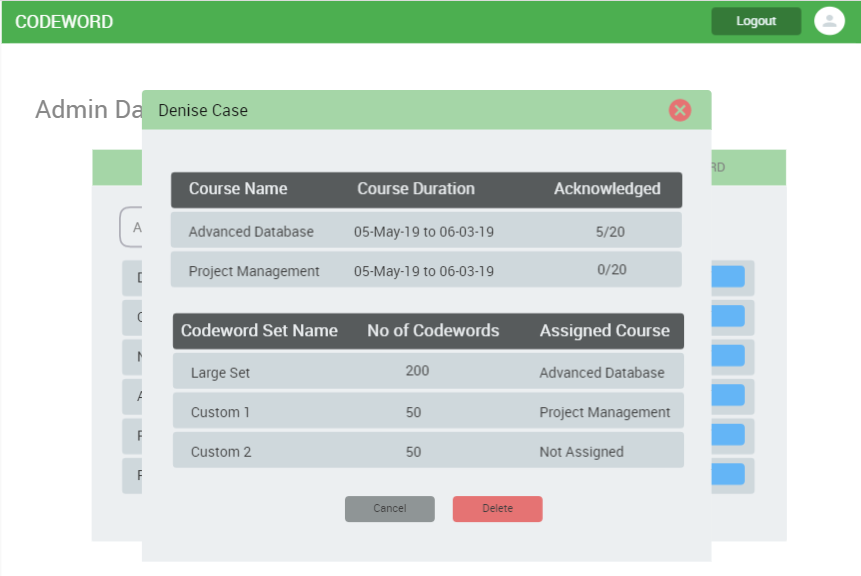 CODEWORD Logout
Admin Da
Denise Case
RD
Course Name Course Duration Acknowledged
Advanced Database 05-May-19 to 06-03-19 5/20
Project Management 05-May-19 to 06-03-19 0/20
Codeword Set Name No of Codewords Assigned Course
Large Set 200 Advanced Database
Custom 1 50 Project Management
Custom 2 50 Not Assigned
Cancel Delete